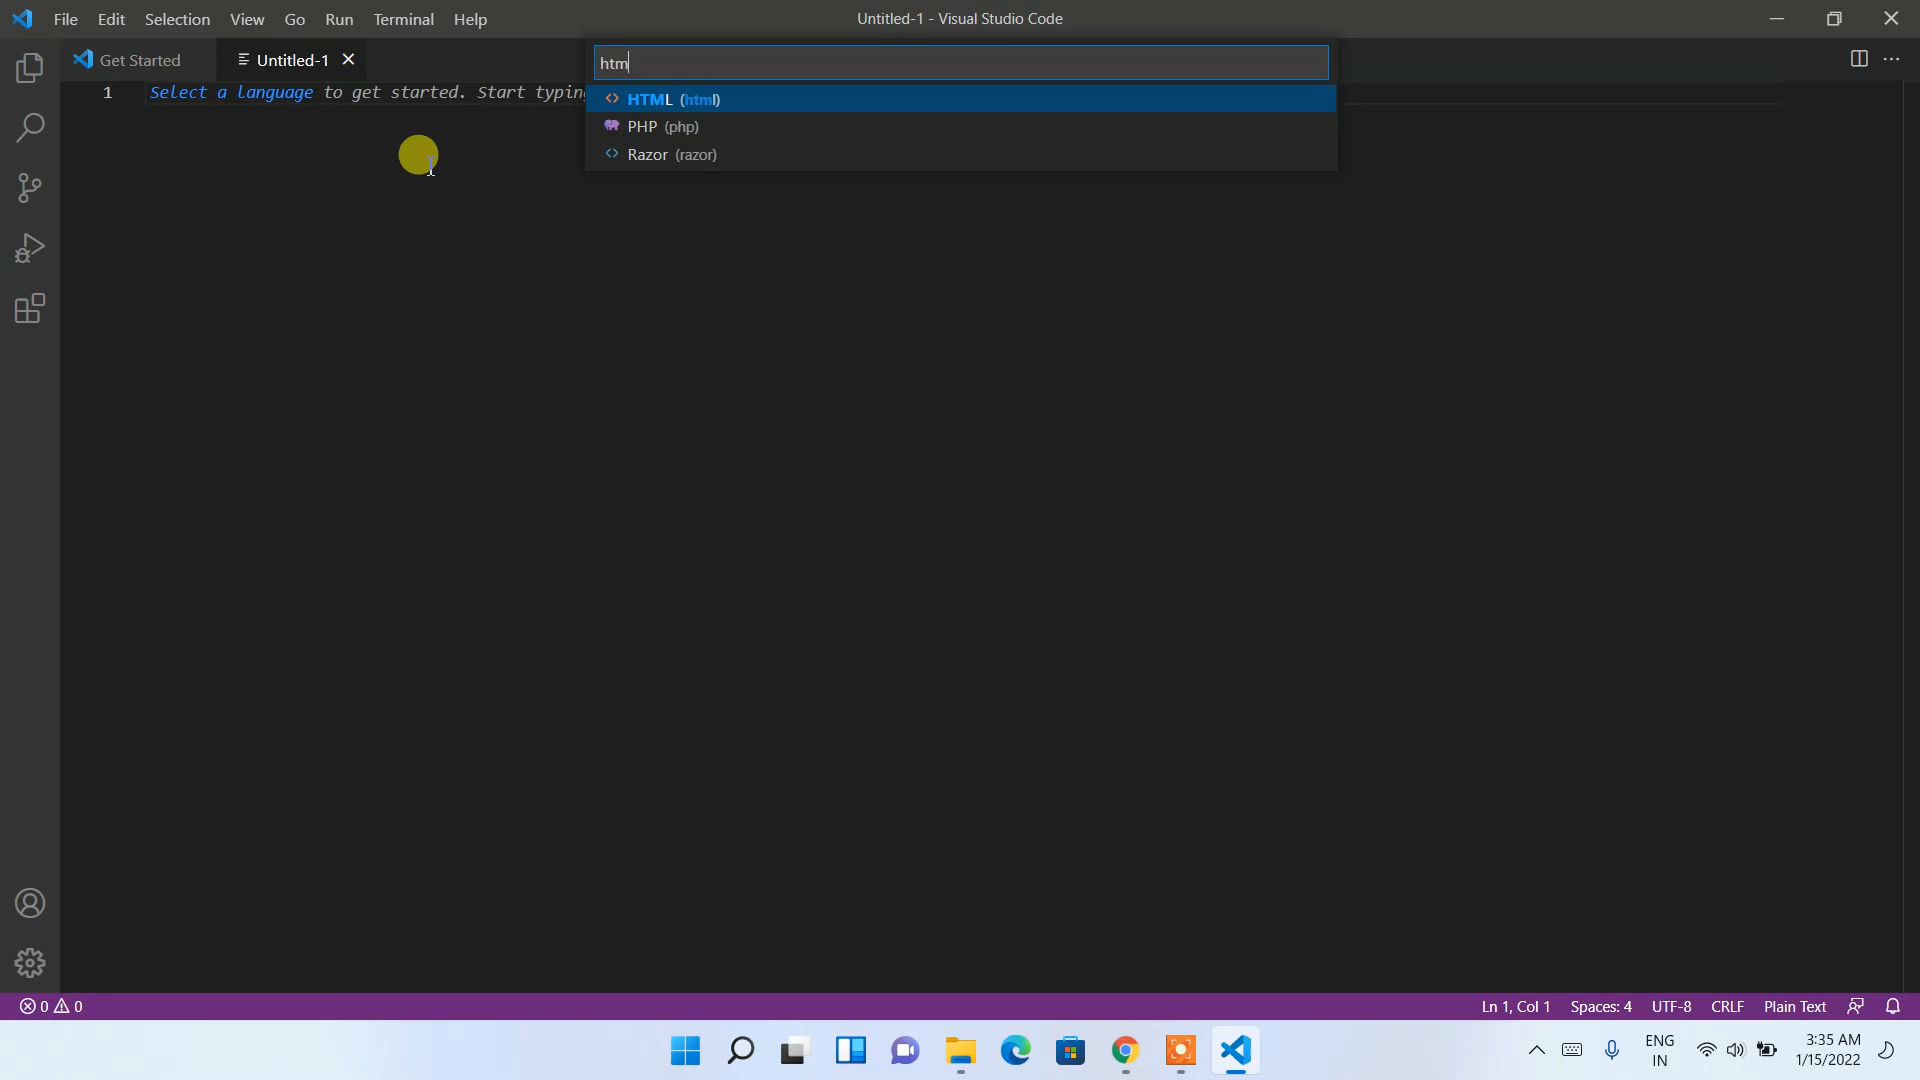 File Edit Selection View Go Run Terminal Help
Untitled-1 - Visual Studio Code
Get Started
Untitled-1
htm
1 Select a language to get started. Start typing
HTML (html)
PHP (php)
Razor (razor)
0 0
Ln 1, Col 1 Spaces: 4 UTF-8 CRLF Plain Text
ENG
IN
3:35 AM
1/15/2022